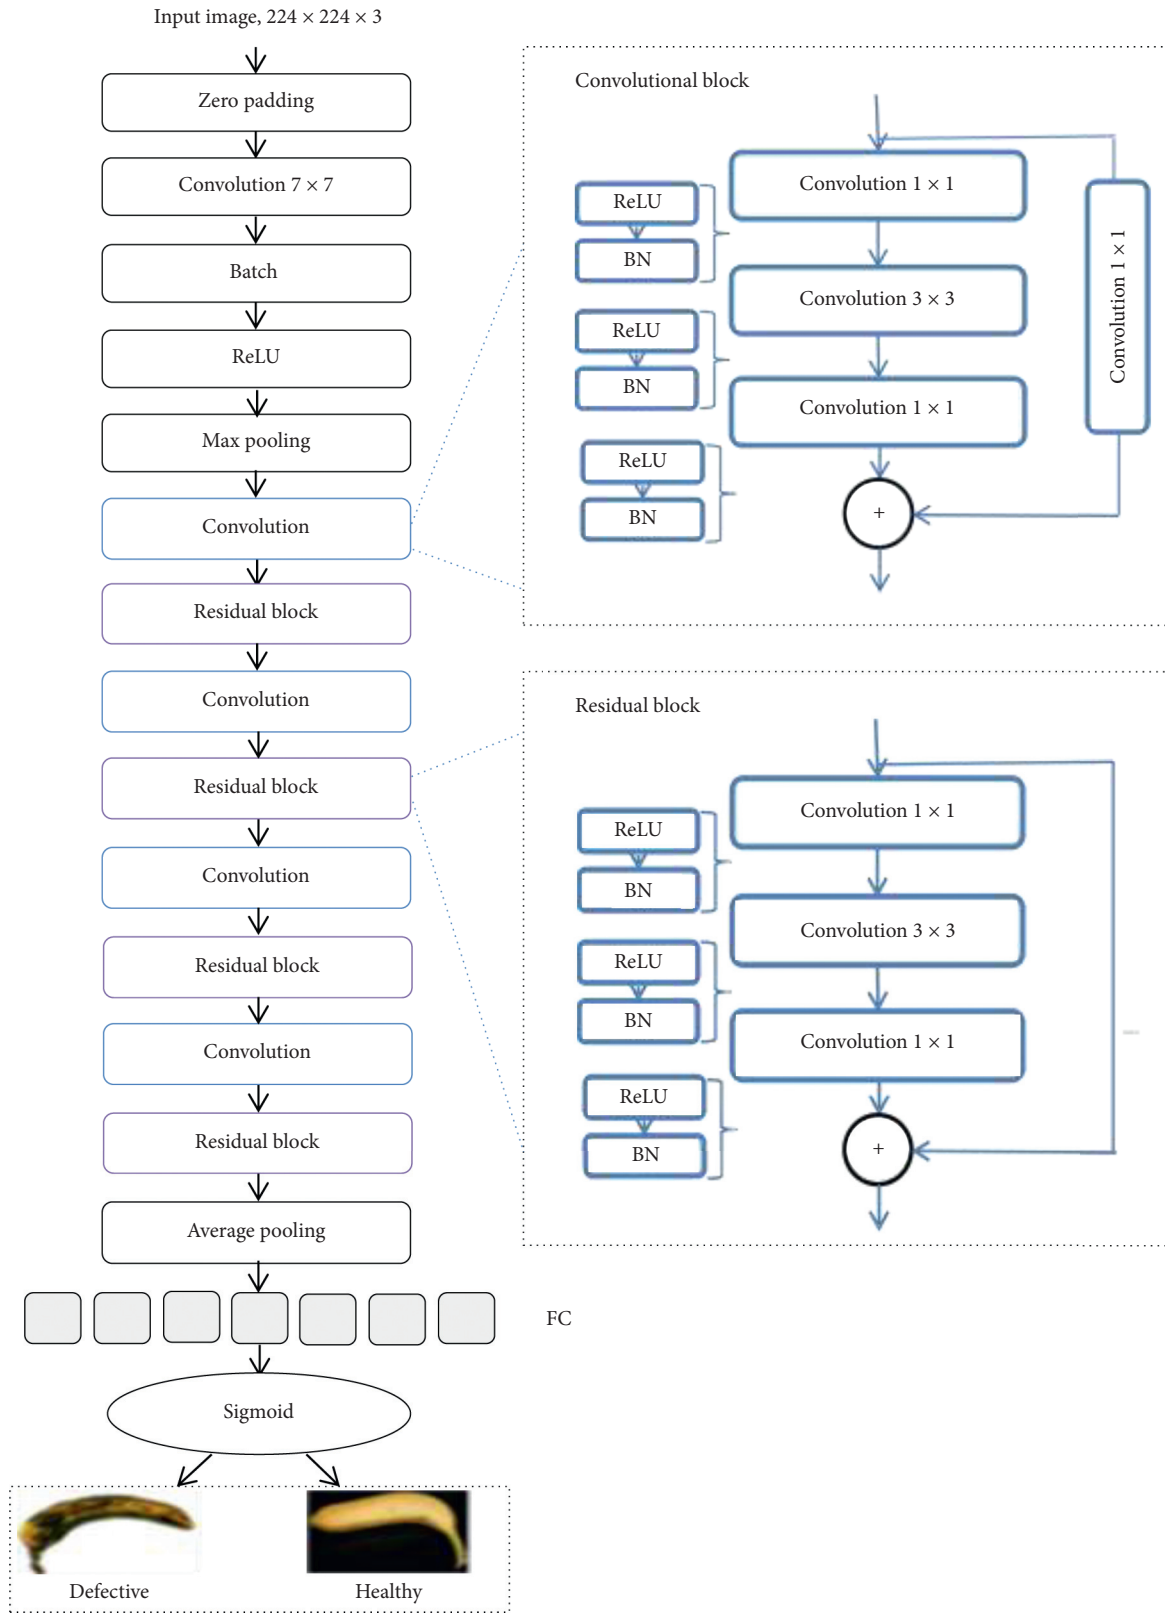 Input image, 224 × 224 × 3
Zero padding
Convolution 7 × 7
Batch
ReLU
Max pooling
Convolution
Residual block
Convolution
Residual block
Convolution
Residual block
Convolution
Residual block
Average pooling
FC
Sigmoid
Defective
Healthy
Convolutional block
Convolution 1 × 1
ReLU
BN
Convolution 3 × 3
ReLU
BN
Convolution 1 × 1
ReLU
BN
+
Convolution 1 × 1
Residual block
Convolution 1 × 1
ReLU
BN
Convolution 3 × 3
ReLU
BN
Convolution 1 × 1
ReLU
BN
+